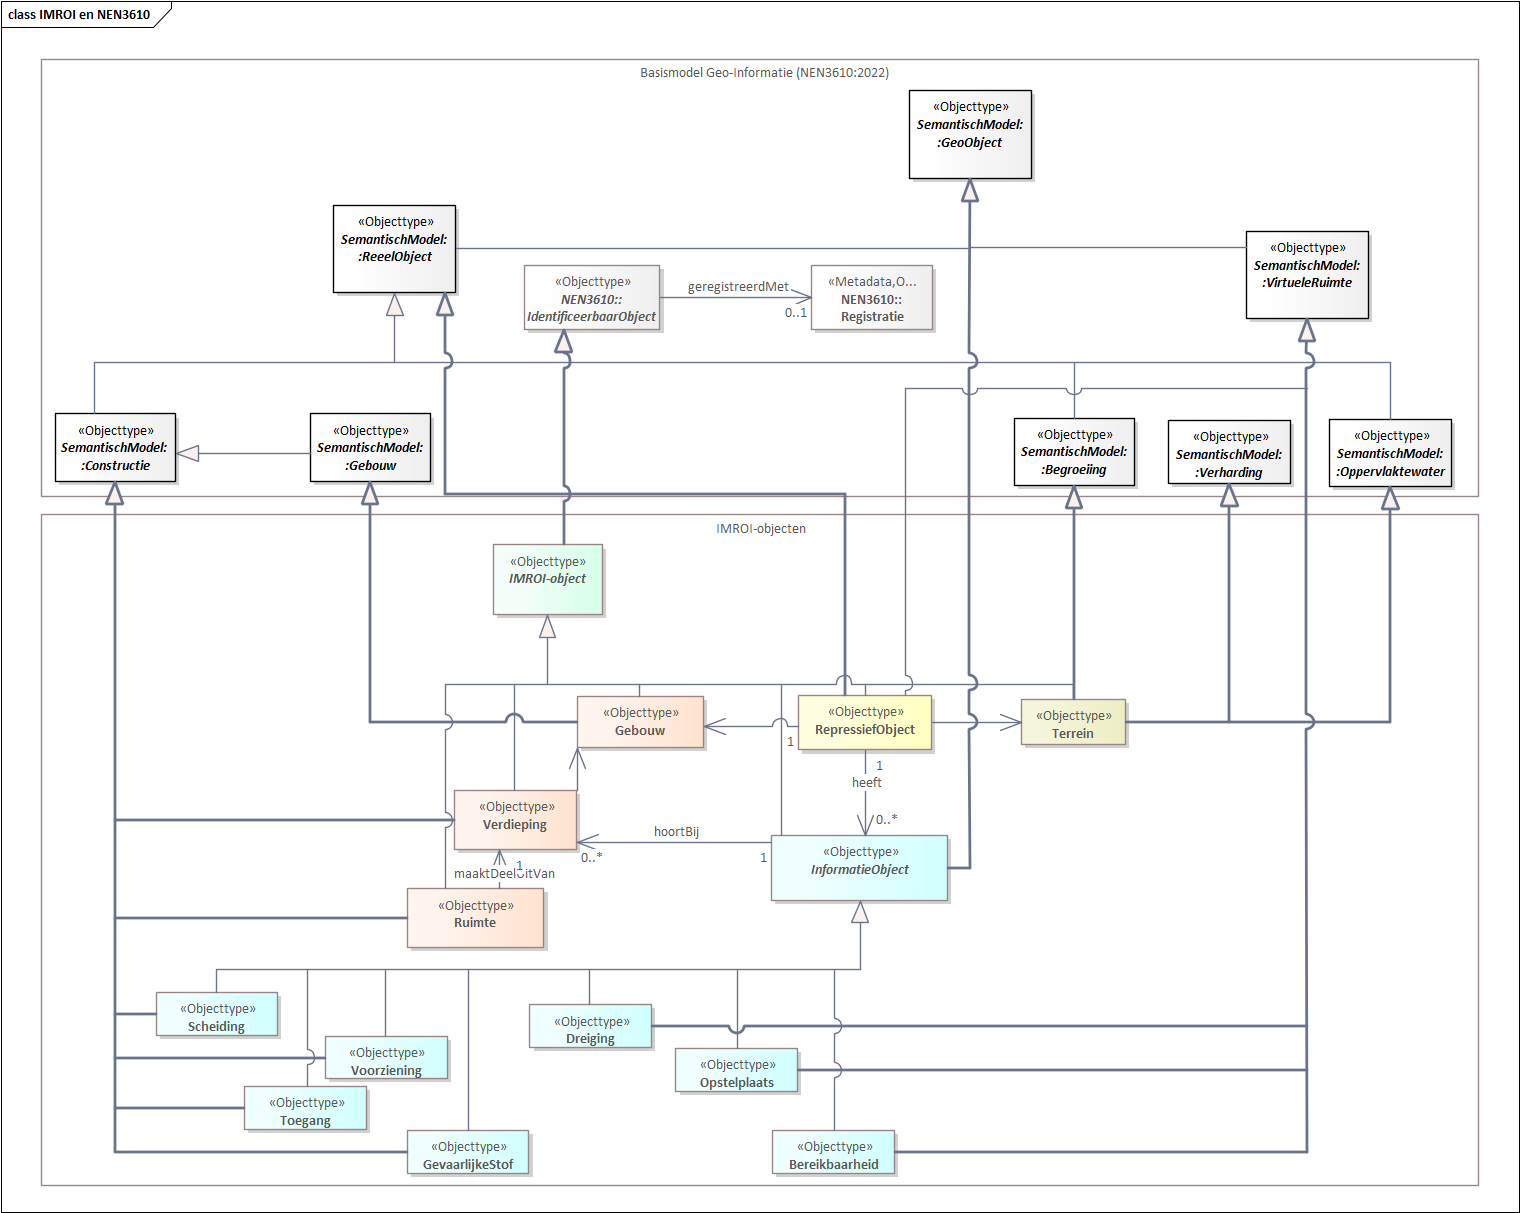 class IMROI en NEN3610
Basismodel Geo-Informatie (NEN3610:2022)
«Objecttype»
SemantischModel:
:GeoObject
«Objecttype»
SemantischModel:
:ReeelObject
«Objecttype»
SemantischModel:
:VirtueleRuimte
«Objecttype»
NEN3610::
IdentificeerbaarObject
geregistreerdMet
0..1
«Metadata,O...
NEN3610::
Registratie
«Objecttype»
SemantischModel:
:Constructie
«Objecttype»
SemantischModel:
:Gebouw
«Objecttype»
SemantischModel:
:Begroeiing
«Objecttype»
SemantischModel:
:Verharding
«Objecttype»
SemantischModel:
:Oppervlaktewater
IMROI-objecten
«Objecttype»
IMROI-object
«Objecttype»
Gebouw
1
«Objecttype»
RepressiefObject
«Objecttype»
Terrein
1
heeft
0..*
«Objecttype»
Verdieping
hoortBij
0..*
1
«Objecttype»
InformatieObject
1
maaktDeelUitVan
«Objecttype»
Ruimte
«Objecttype»
Scheiding
«Objecttype»
Dreiging
«Objecttype»
Voorziening
«Objecttype»
Opstelplaats
«Objecttype»
Toegang
«Objecttype»
GevaarlijkeStof
«Objecttype»
Bereikbaarheid